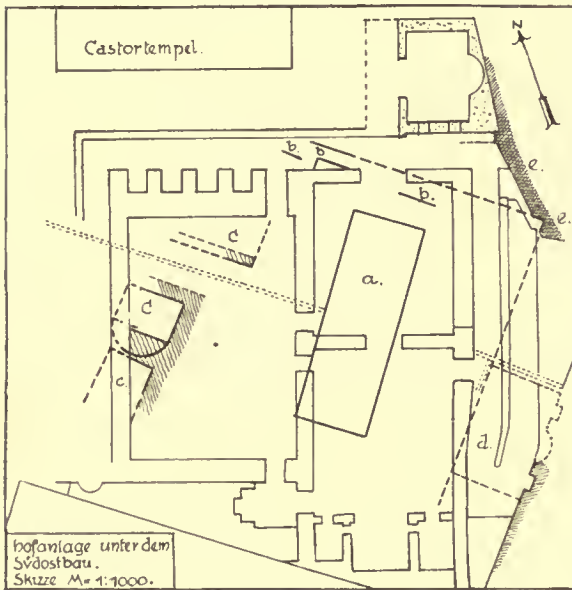 Castortempel.
N
e.
b.
b
b.
e.
C
a.
C
c.
d.
hofanlage unter dem
Südostbau.
Skizze M= 1:1000.